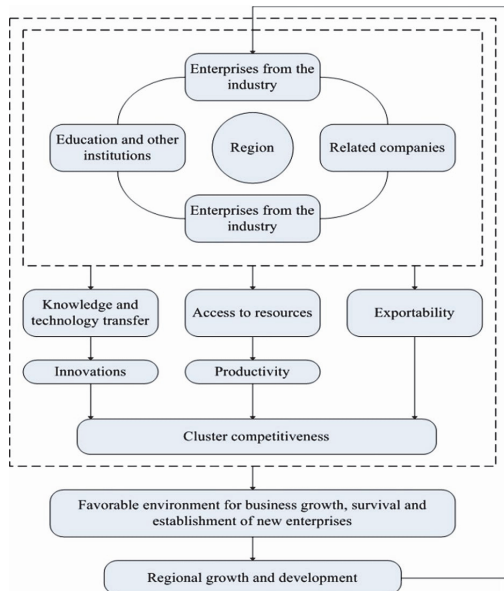 Enterprises from the
industry
Education and other
institutions
Region
Related companies
Enterprises from the
industry
Knowledge and
technology transfer
Access to resources
Exportability
Innovations
Productivity
Cluster competitiveness
Favorable environment for business growth, survival and
establishment of new enterprises
Regional growth and development